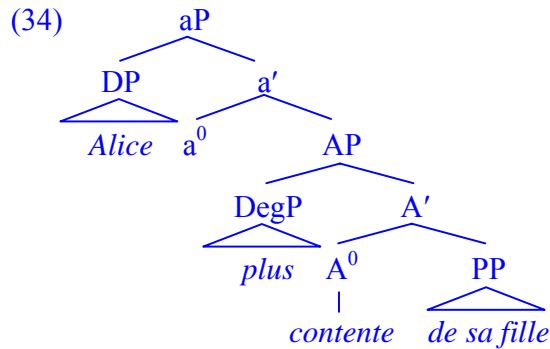 (34) aP
DP a′
Alice a⁰ AP
DegP A′
plus A⁰ PP
contente de sa fille